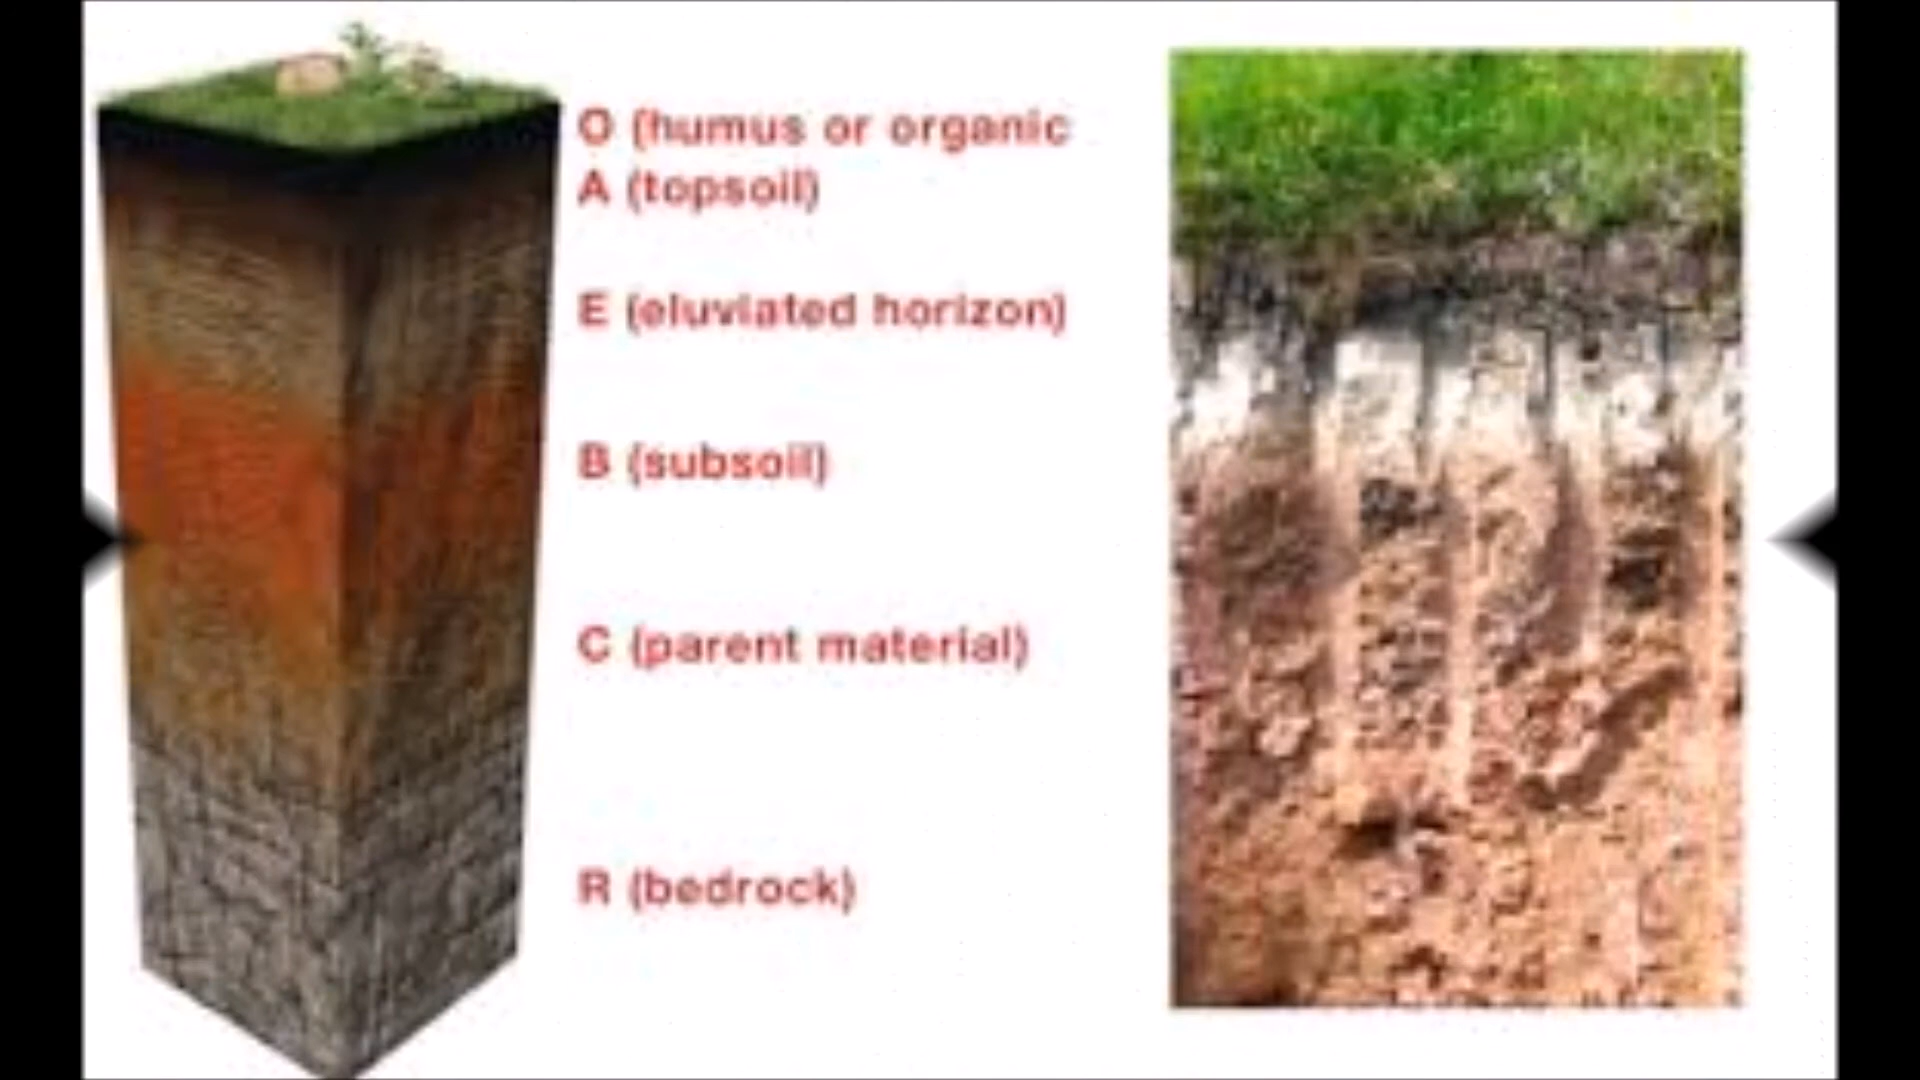 O (humus or organic
A (topsoil)
E (eluviated horizon)
B (subsoil)
C (parent material)
R (bedrock)